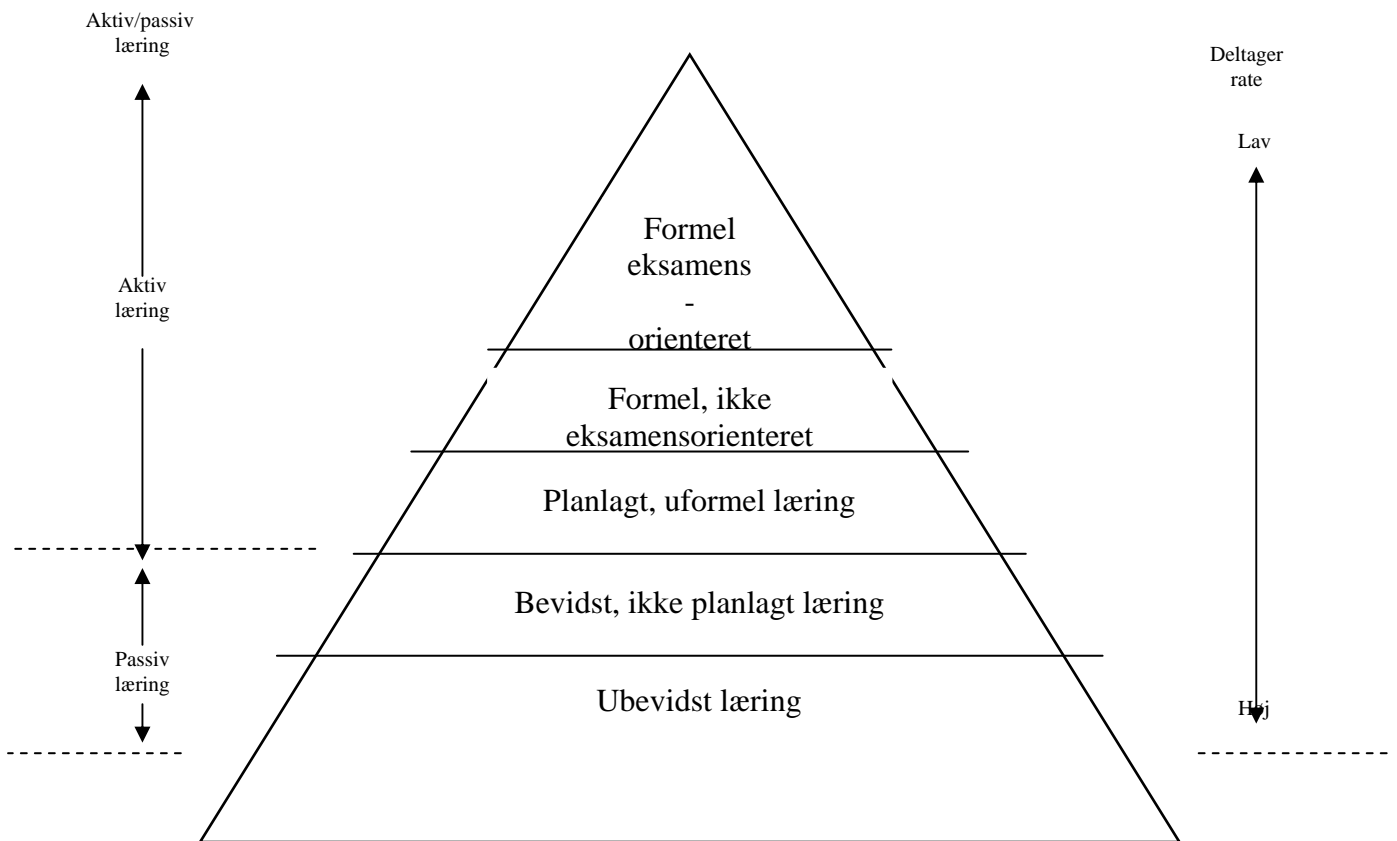 Aktiv/passiv
læring
Deltager
rate
Lav
Formel
eksamens
-
orienteret
Aktiv
læring
Formel, ikke
eksamensorienteret
Planlagt, uformel læring
Bevidst, ikke planlagt læring
Passiv
læring
Ubevidst læring
Høj